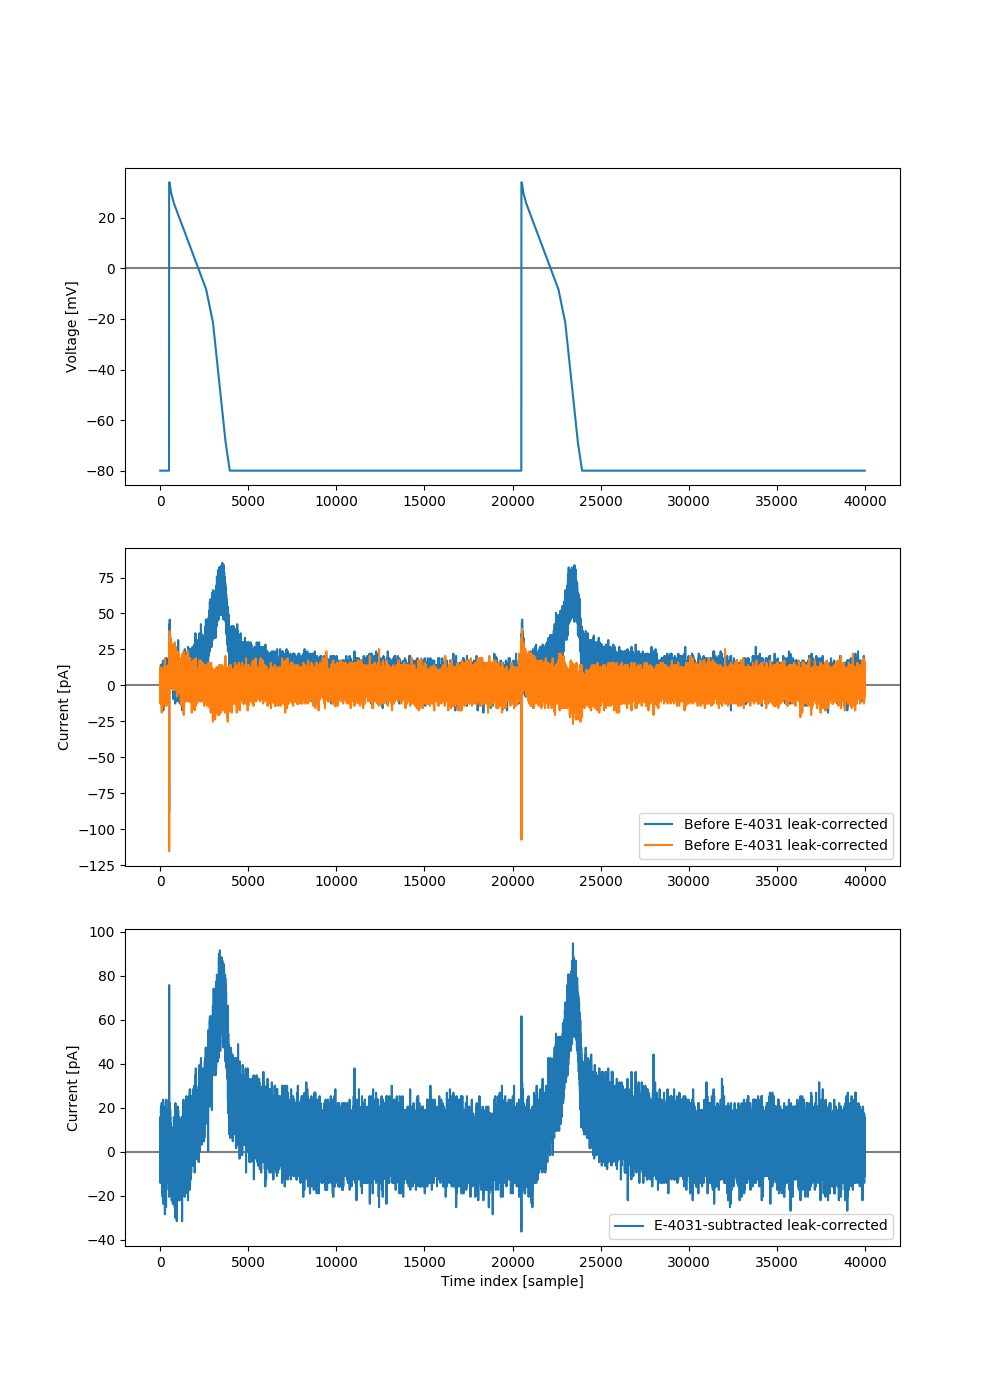 20
0
−20
−40
−60
−80
Voltage [mV]
0 5000 10000 15000 20000 25000 30000 35000 40000
75
50
25
0
−25
−50
−75
−100
−125
Current [pA]
Before E-4031 leak-corrected
Before E-4031 leak-corrected
0 5000 10000 15000 20000 25000 30000 35000 40000
100
80
60
40
20
0
−20
−40
Current [pA]
E-4031-subtracted leak-corrected
0 5000 10000 15000 20000 25000 30000 35000 40000
Time index [sample]